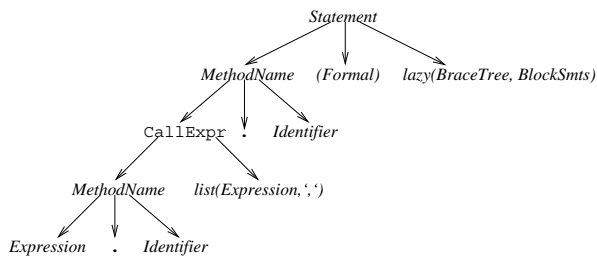 Statement
MethodName (Formal) lazy(BraceTree, BlockSmts)
CallExpr . Identifier
MethodName list(Expression,‘,‘)
Expression . Identifier